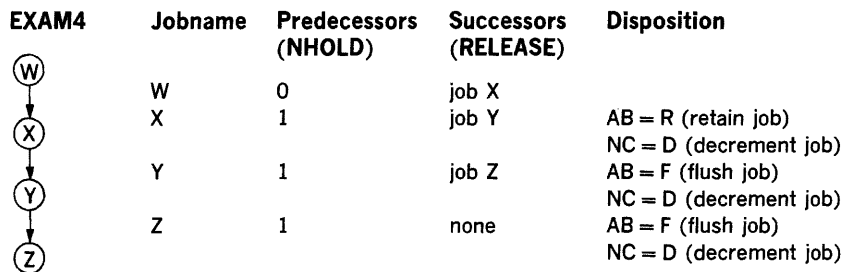 EXAM4 Jobname Predecessors Successors Disposition
(NHOLD) (RELEASE)
W
W 0 job X
X 1 job Y AB = R (retain job)
X
NC = D (decrement job)
Y 1 job Z AB = F (flush job)
Y
NC = D (decrement job)
Z 1 none AB = F (flush job)
NC = D (decrement job)
Z